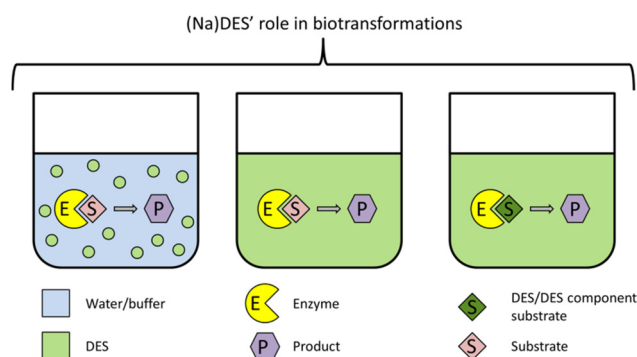 (Na)DES' role in biotransformations
E S P
E S P
E S P
Water/buffer
E Enzyme
S DES/DES component
substrate
DES
P Product
S Substrate